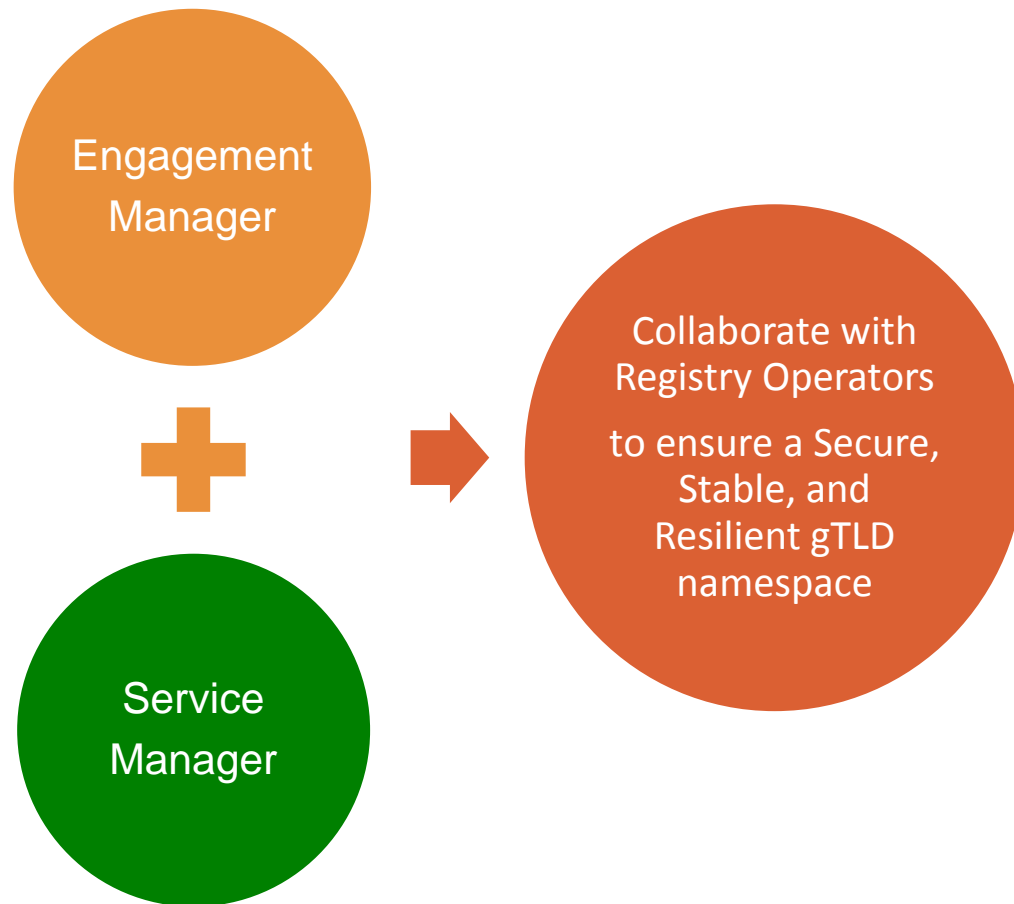 Engagement
Manager
Collaborate with
Registry Operators
to ensure a Secure,
Stable, and
Resilient gTLD
namespace
Service
Manager